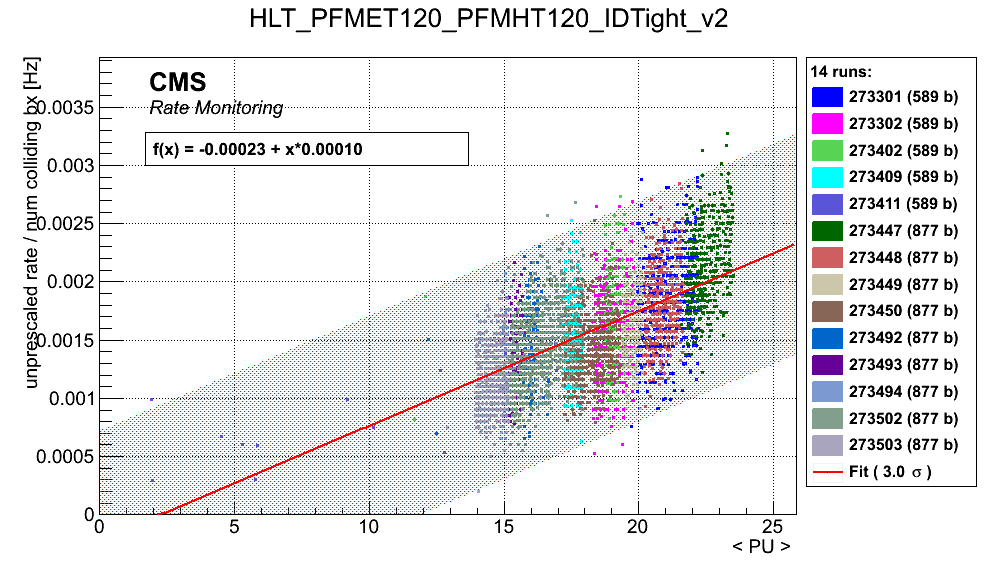 HLT_PFMET120_PFMHT120_IDTight_v2
unprescaled rate / num colliding bx [Hz]
CMS
Rate Monitoring
f(x) = -0.00023 + x*0.00010
0.0035
0.003
0.0025
0.002
0.0015
0.001
0.0005
0
0 5 10 15 20 25
< PU >
14 runs:
273301 (589 b)
273302 (589 b)
273402 (589 b)
273409 (589 b)
273411 (589 b)
273447 (877 b)
273448 (877 b)
273449 (877 b)
273450 (877 b)
273492 (877 b)
273493 (877 b)
273494 (877 b)
273502 (877 b)
273503 (877 b)
Fit ( 3.0 σ )